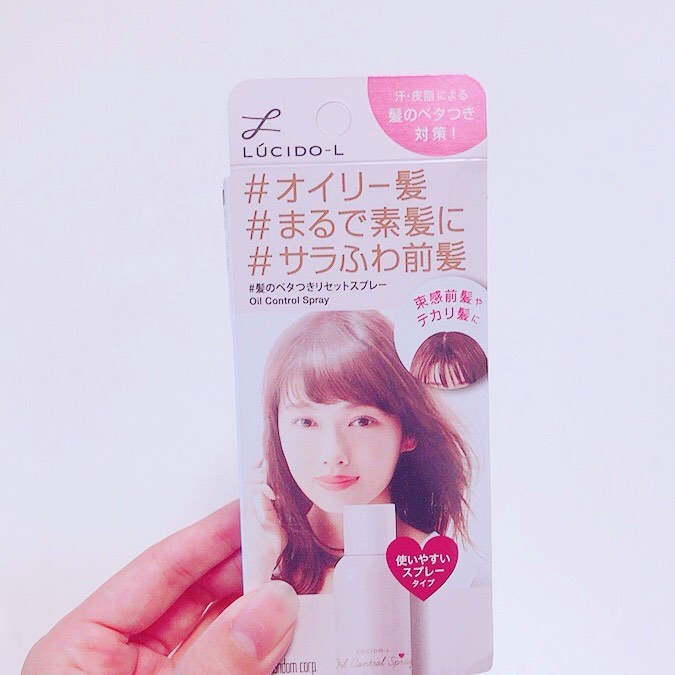 汗・皮脂による
髪のベタつき
対策！
LÚCIDO-L
#オイリー髪
#まるで素髪に
#サラふわ前髪
#髪のベタつきリセットスプレー
Oil Control Spray
束感前髪や
テカリ髪に
使いやすい
スプレー
タイプ
LÚCIDO-L
Oil Control Spray
ndom corp.